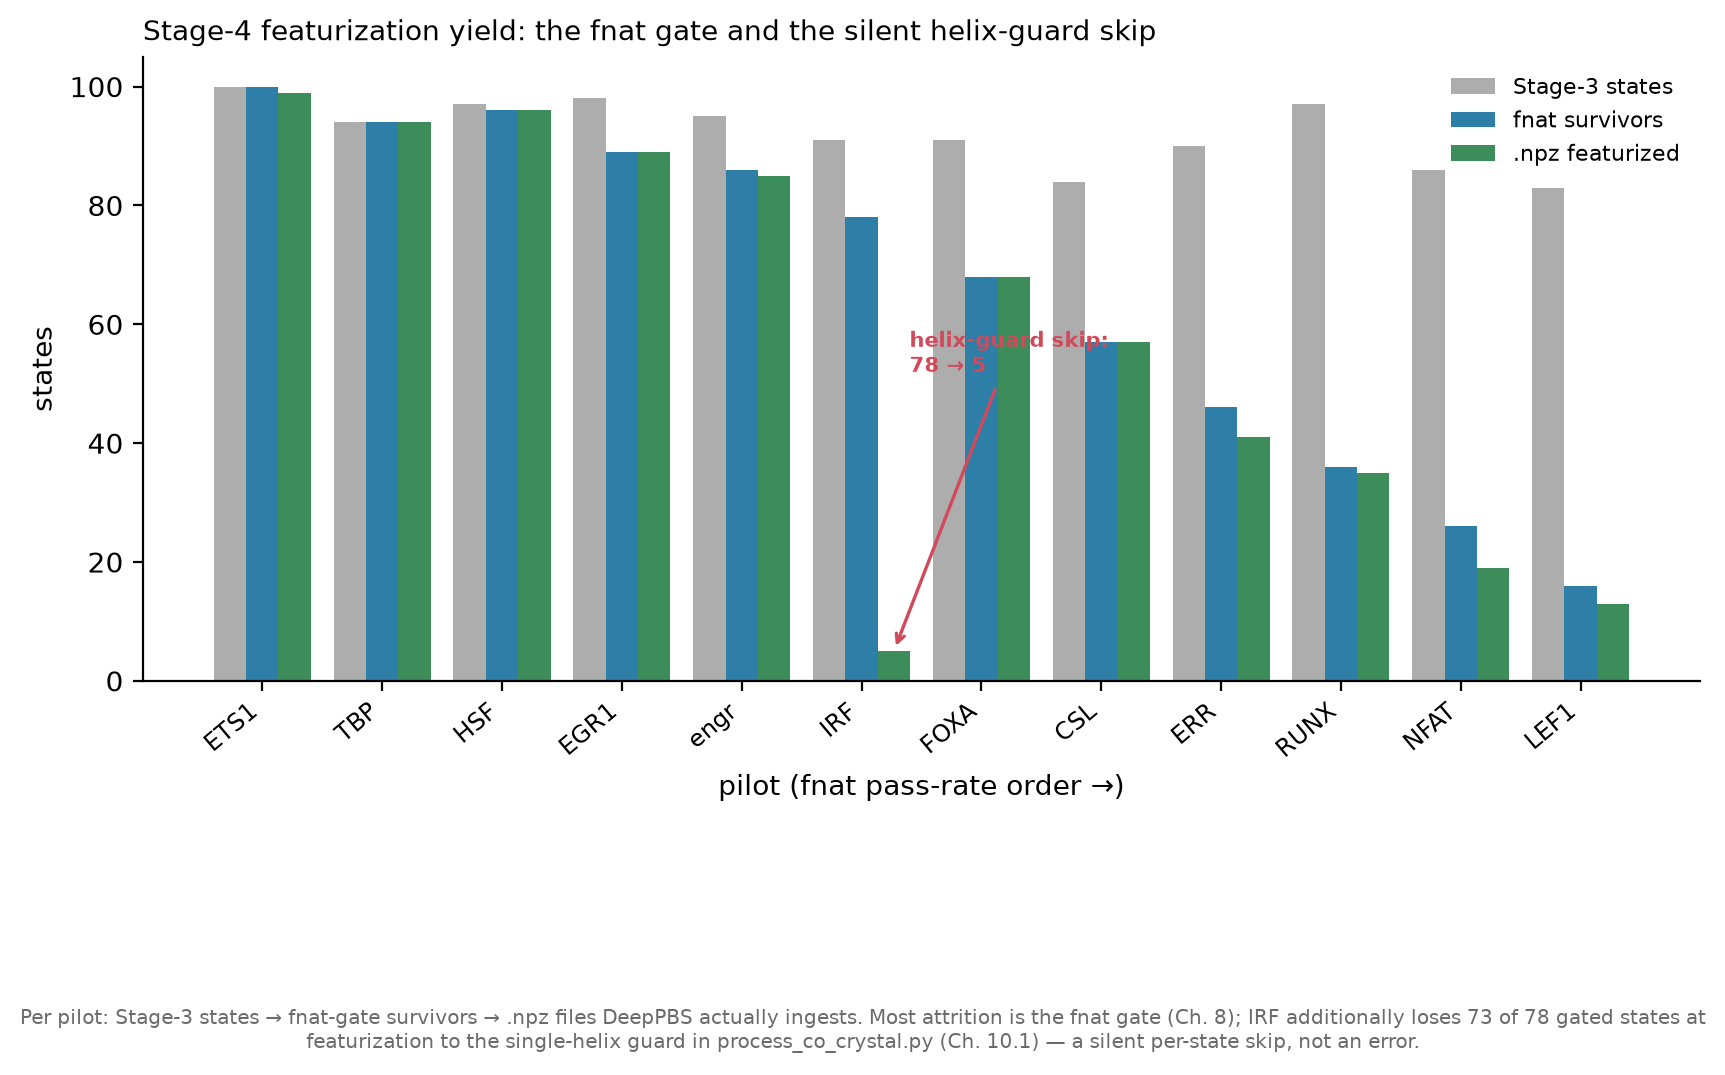 Stage-4 featurization yield: the fnat gate and the silent helix-guard skip
100
80
60
40
20
0
states
Stage-3 states
fnat survivors
.npz featurized
helix-guard skip:
78 → 5
ETS1
TBP
HSF
EGR1
engr
IRF
FOXA
CSL
ERR
RUNX
NFAT
LEF1
pilot (fnat pass-rate order →)
Per pilot: Stage-3 states → fnat-gate survivors → .npz files DeepPBS actually ingests. Most attrition is the fnat gate (Ch. 8); IRF additionally loses 73 of 78 gated states at
featurization to the single-helix guard in process_co_crystal.py (Ch. 10.1) — a silent per-state skip, not an error.